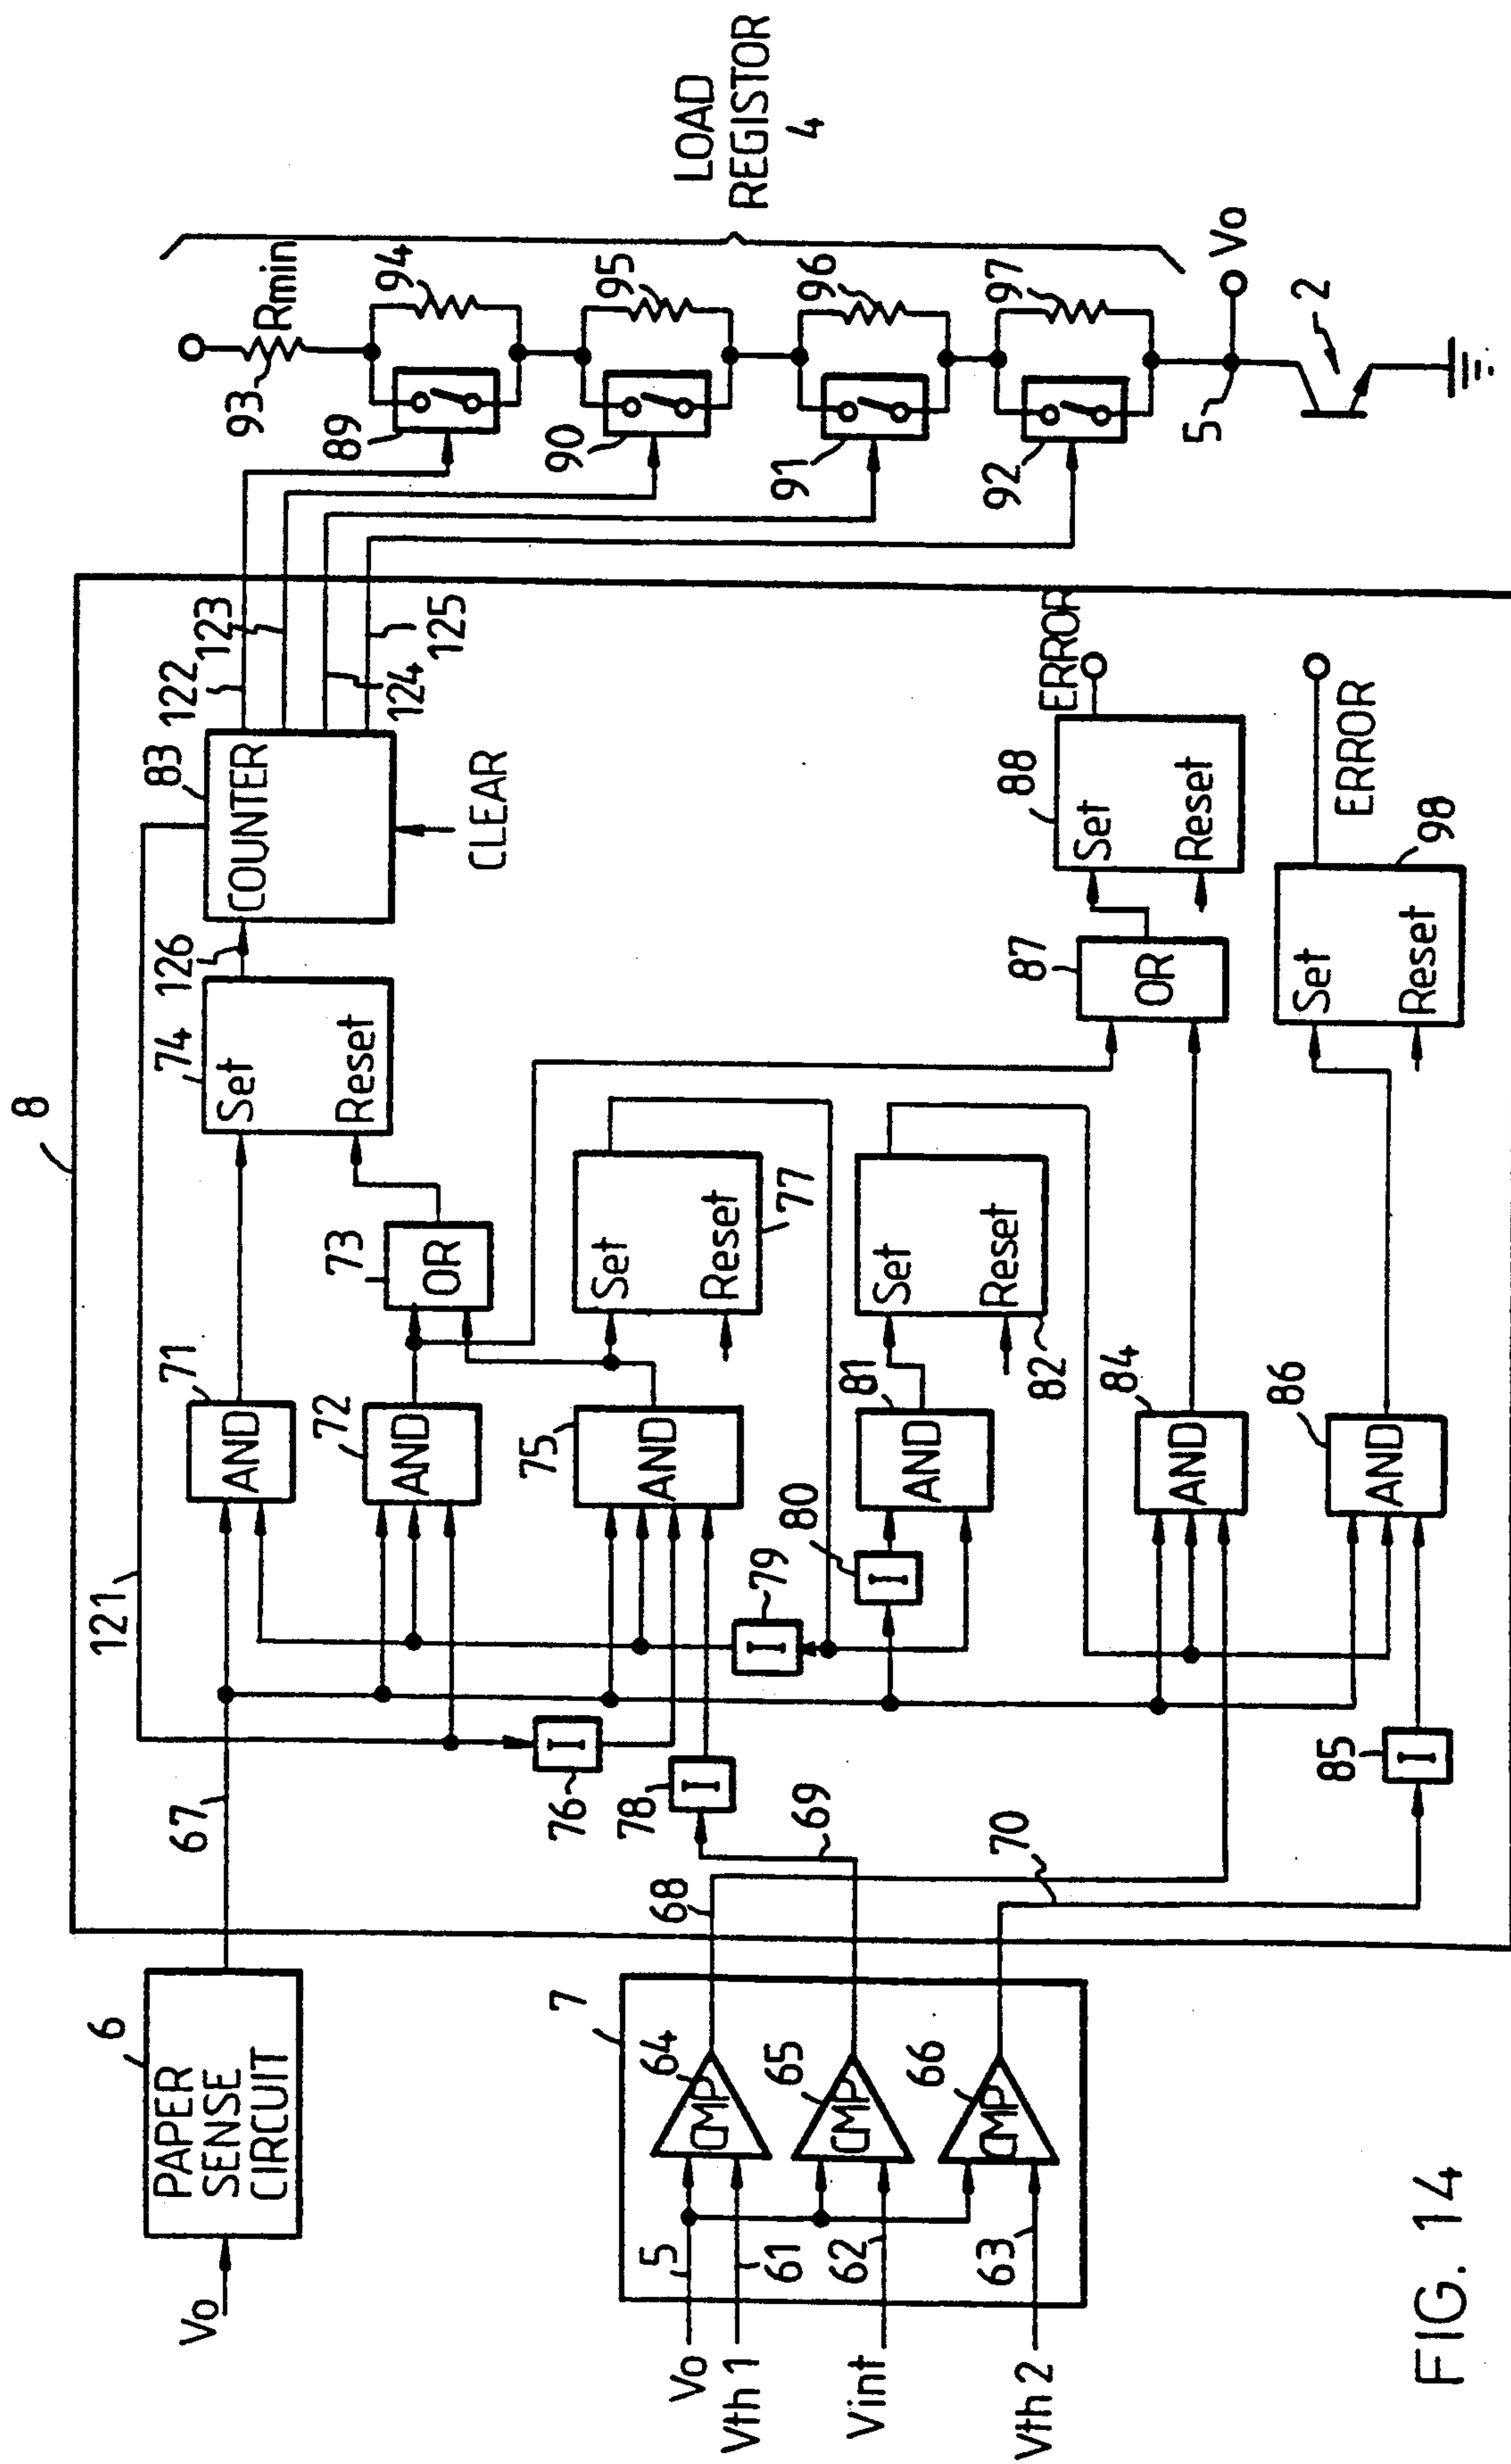 8
6
PAPER
SENSE
CIRCUIT
Vo
67
121
71
AND
72
AND
73
OR
74
Set
Reset
126
83
COUNTER
CLEAR
122
123
124
125
89
90
91
92
93
Rmin
94
95
96
97
LOAD
REGISTOR
4
5
Vo
2
75
AND
76
I
78
I
79
I
77
Set
Reset
80
I
81
AND
82
Set
Reset
84
AND
85
I
86
AND
87
OR
88
Set
Reset
ERROR
98
Set
Reset
ERROR
7
64
CMP
65
CMP
66
CMP
68
69
70
5
61
62
63
Vo
Vth 1
Vint
Vth 2
FIG. 14